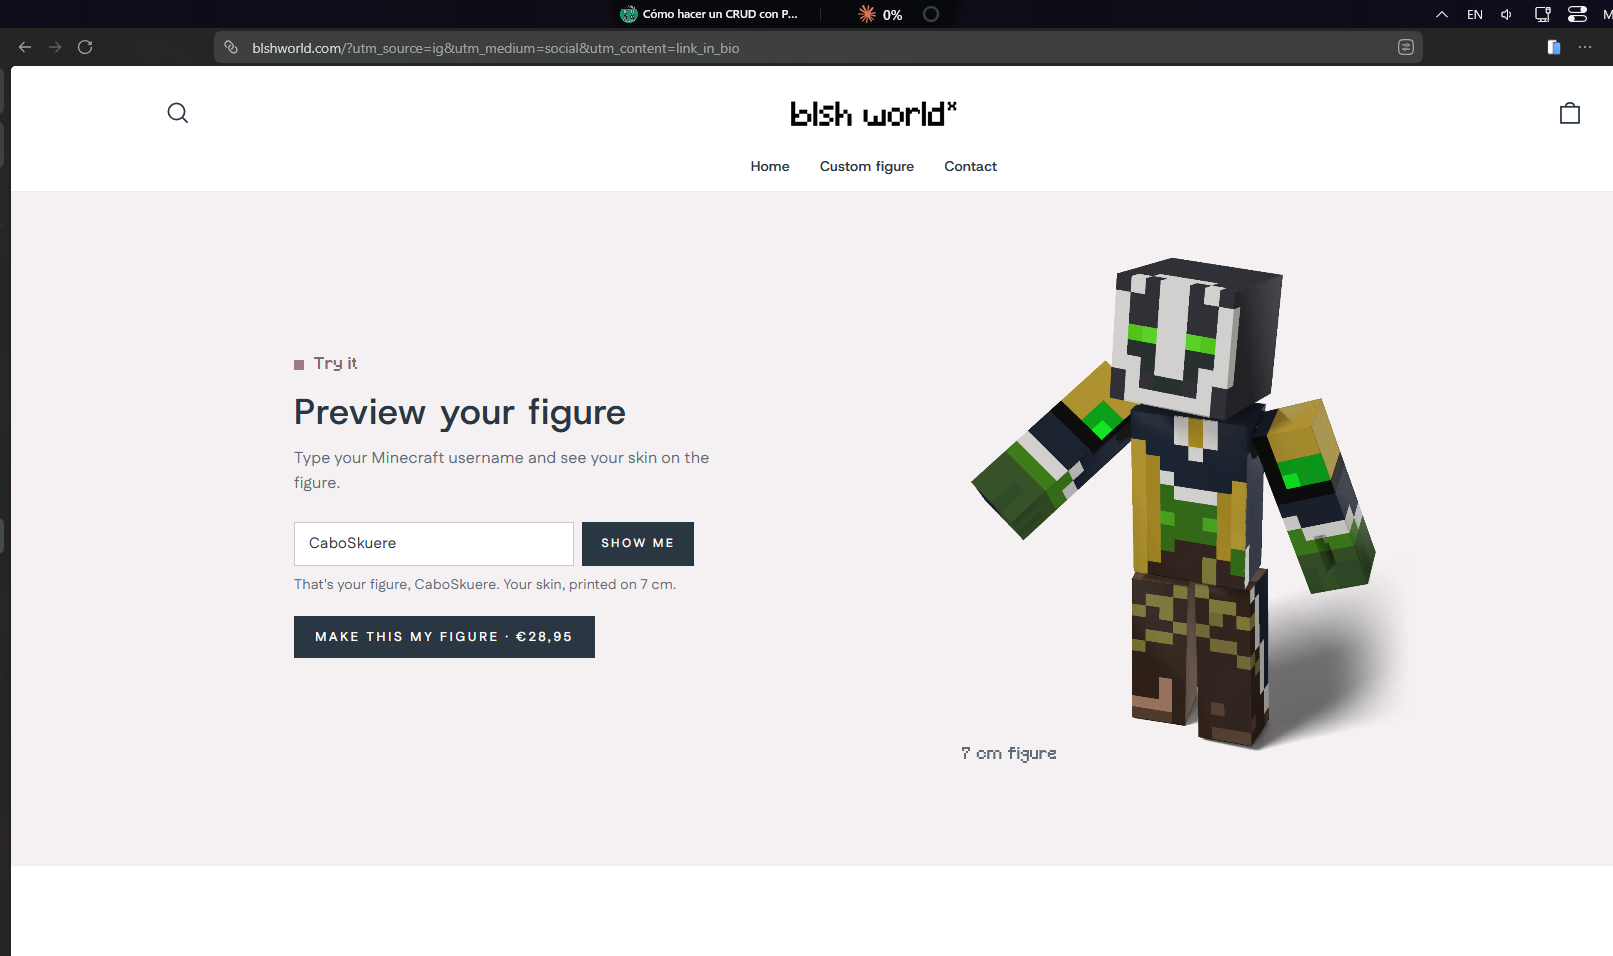 Cómo hacer un CRUD con P...
0%
EN
blshworld.com/?utm_source=ig&utm_medium=social&utm_content=link_in_bio
blsh world*
Home Custom figure Contact
Try it
Preview your figure
Type your Minecraft username and see your skin on the
figure.
CaboSkuere
SHOW ME
That's your figure, CaboSkuere. Your skin, printed on 7 cm.
MAKE THIS MY FIGURE · €28,95
7 cm figure